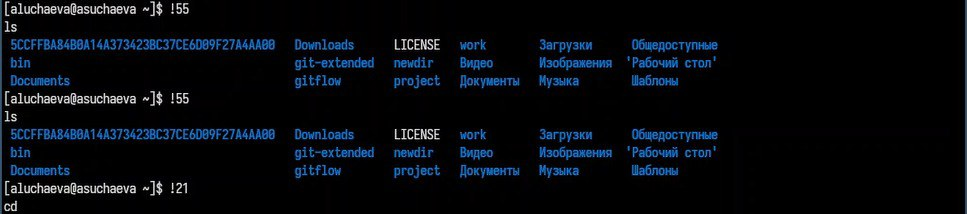 [aluchaeva@asuchaeva ~]$ !55
ls
5CCFFBA84B0A14A373423BC37CE6D09F27A4AA00 Downloads LICENSE work Загрузки Общедоступные
bin git-extended newdir Видео Изображения 'Рабочий стол'
Documents gitflow project Документы Музыка Шаблоны
[aluchaeva@asuchaeva ~]$ !55
ls
5CCFFBA84B0A14A373423BC37CE6D09F27A4AA00 Downloads LICENSE work Загрузки Общедоступные
bin git-extended newdir Видео Изображения 'Рабочий стол'
Documents gitflow project Документы Музыка Шаблоны
[aluchaeva@asuchaeva ~]$ !21
cd